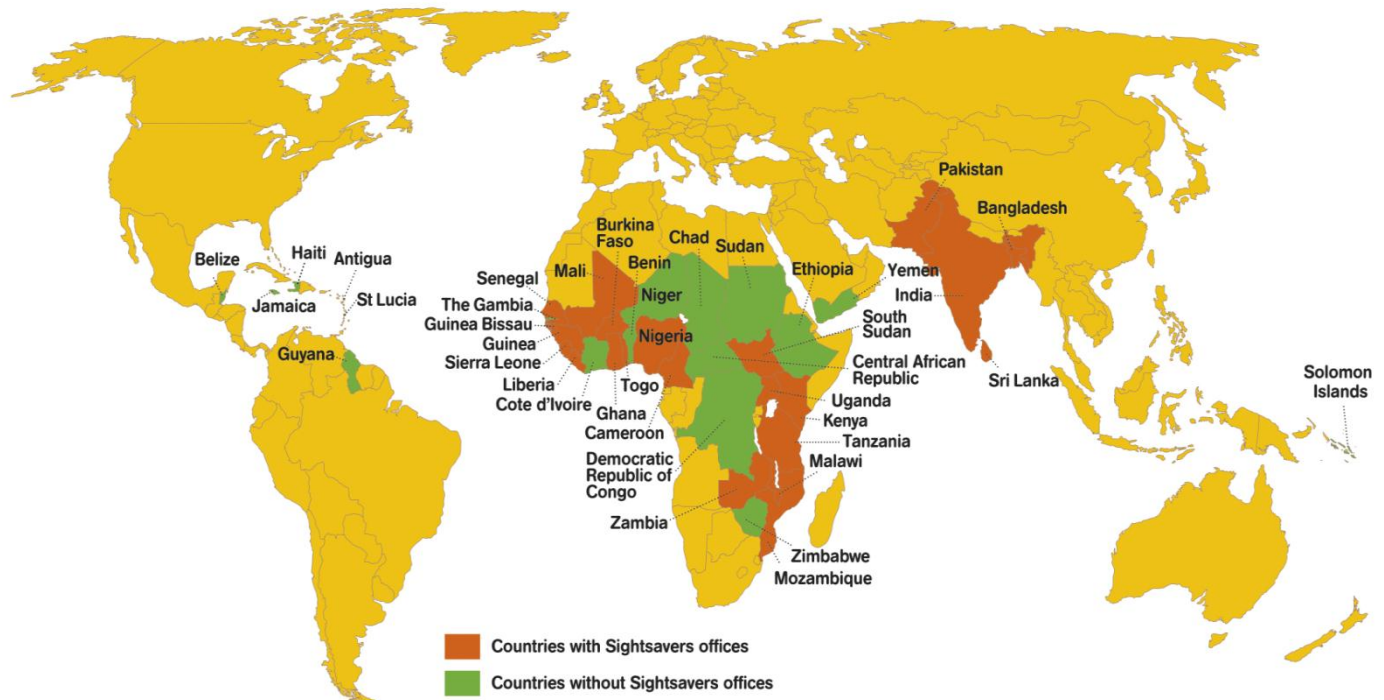 Belize
Haiti
Antigua
Jamaica
St Lucia
Guyana
Senegal
The Gambia
Guinea Bissau
Guinea
Sierra Leone
Liberia
Cote d'Ivoire
Mali
Burkina
Faso
Benin
Niger
Nigeria
Togo
Ghana
Cameroon
Chad
Sudan
Ethiopia
Yemen
South
Sudan
Central African
Republic
Uganda
Kenya
Tanzania
Democratic
Republic of
Congo
Malawi
Zambia
Zimbabwe
Mozambique
Pakistan
Bangladesh
India
Sri Lanka
Solomon
Islands
Countries with Sightsavers offices
Countries without Sightsavers offices